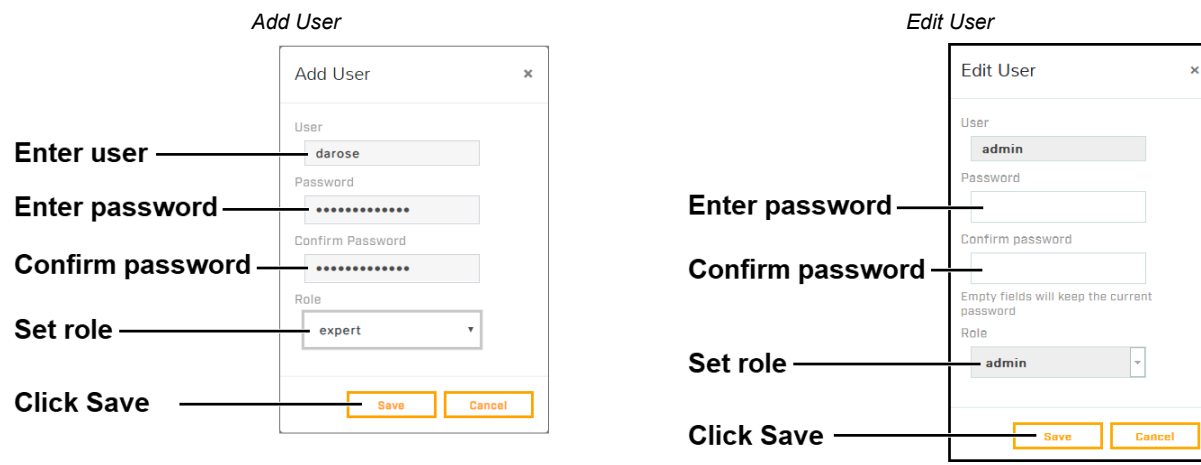 Add User
Add User ×
User
Enter user
darose
Password
Enter password
•••••••••••••
Confirm Password
Confirm password
•••••••••••••
Role
Set role
expert
Click Save
Save Cancel
Edit User
Edit User ×
User
admin
Password
Enter password
Confirm password
Confirm password
Empty fields will keep the current
password
Role
Set role
admin
Click Save
Save Cancel